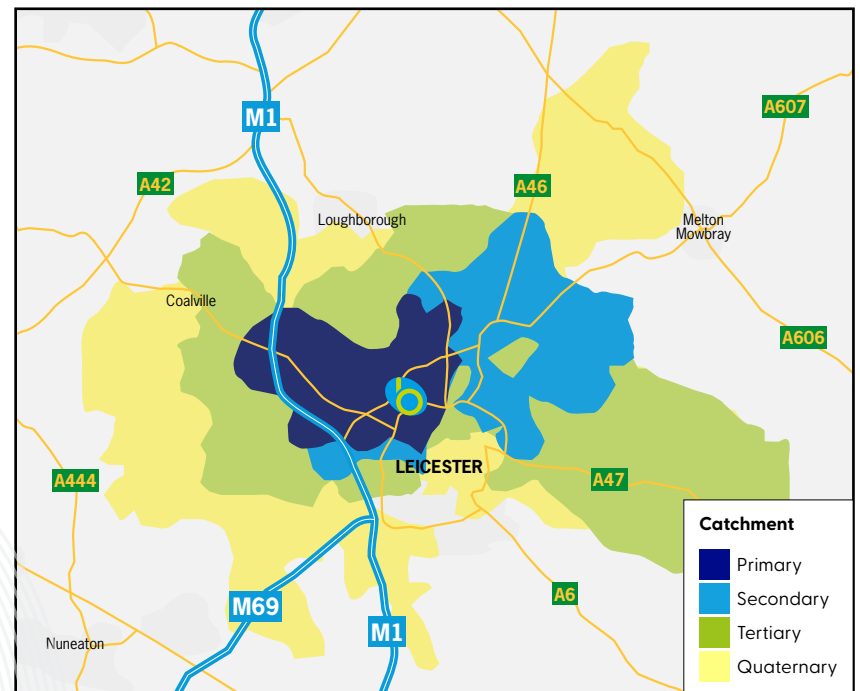 M1
A607
A42
A46
Loughborough
Melton
Mowbray
Coalville
A606
b
LEICESTER
A444
A47
Catchment
Primary
Secondary
Tertiary
Quaternary
A6
M69
M1
Nuneaton